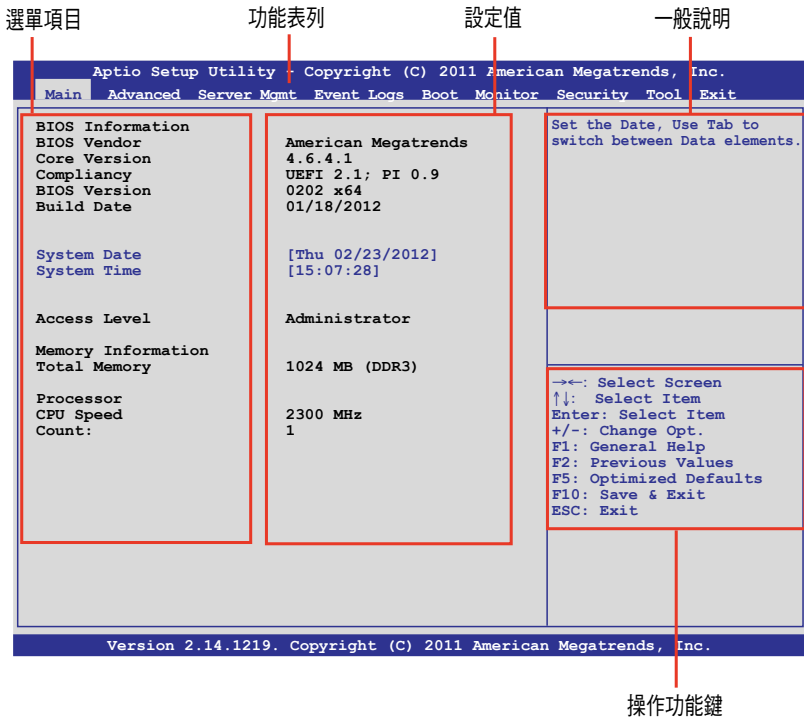 選單項目 功能表列 設定值 一般說明
Aptio Setup Utility - Copyright (C) 2011 American Megatrends, Inc.
Main Advanced Server Mgmt Event Logs Boot Monitor Security Tool Exit
BIOS Information
BIOS Vendor American Megatrends
Core Version 4.6.4.1
Compliancy UEFI 2.1; PI 0.9
BIOS Version 0202 x64
Build Date 01/18/2012
System Date [Thu 02/23/2012]
System Time [15:07:28]
Access Level Administrator
Memory Information
Total Memory 1024 MB (DDR3)
Processor
CPU Speed 2300 MHz
Count: 1
Set the Date, Use Tab to
switch between Data elements.
→←: Select Screen
↑↓: Select Item
Enter: Select Item
+/-: Change Opt.
F1: General Help
F2: Previous Values
F5: Optimized Defaults
F10: Save & Exit
ESC: Exit
Version 2.14.1219. Copyright (C) 2011 American Megatrends, Inc.
操作功能鍵